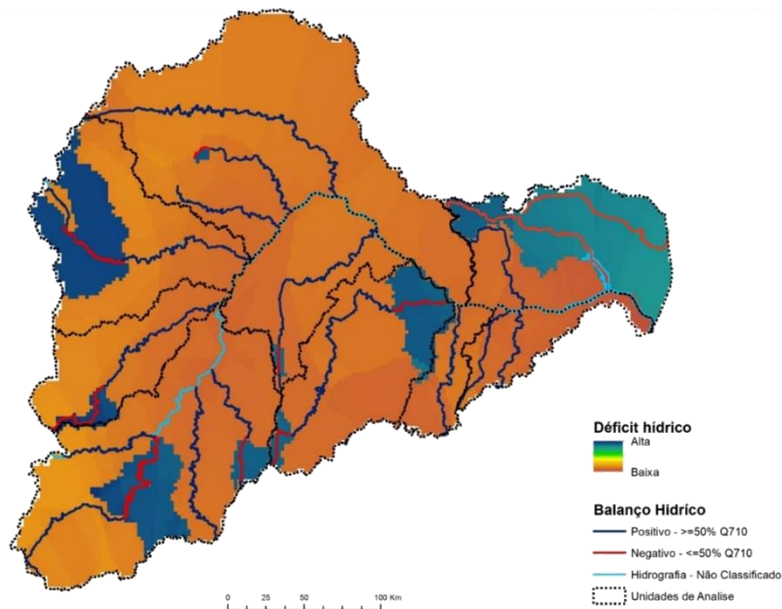 Déficit hídrico
Alta
Baixa
Balanço Hidríco
Positivo - >=50% Q710
Negativo - <=50% Q710
Hidrografia - Não Classificado
Unidades de Analise
0 25 50 100 Km